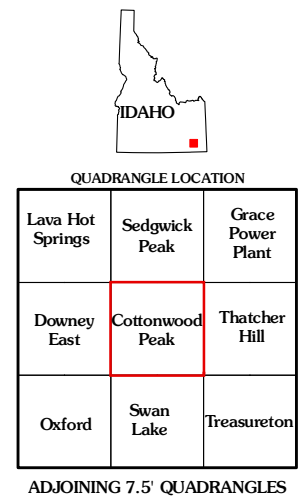 IDAHO
QUADRANGLE LOCATION
Lava Hot
Springs
Sedgwick
Peak
Grace
Power
Plant
Downey
East
Cottonwood
Peak
Thatcher
Hill
Oxford
Swan
Lake
Treasureton
ADJOINING 7.5' QUADRANGLES